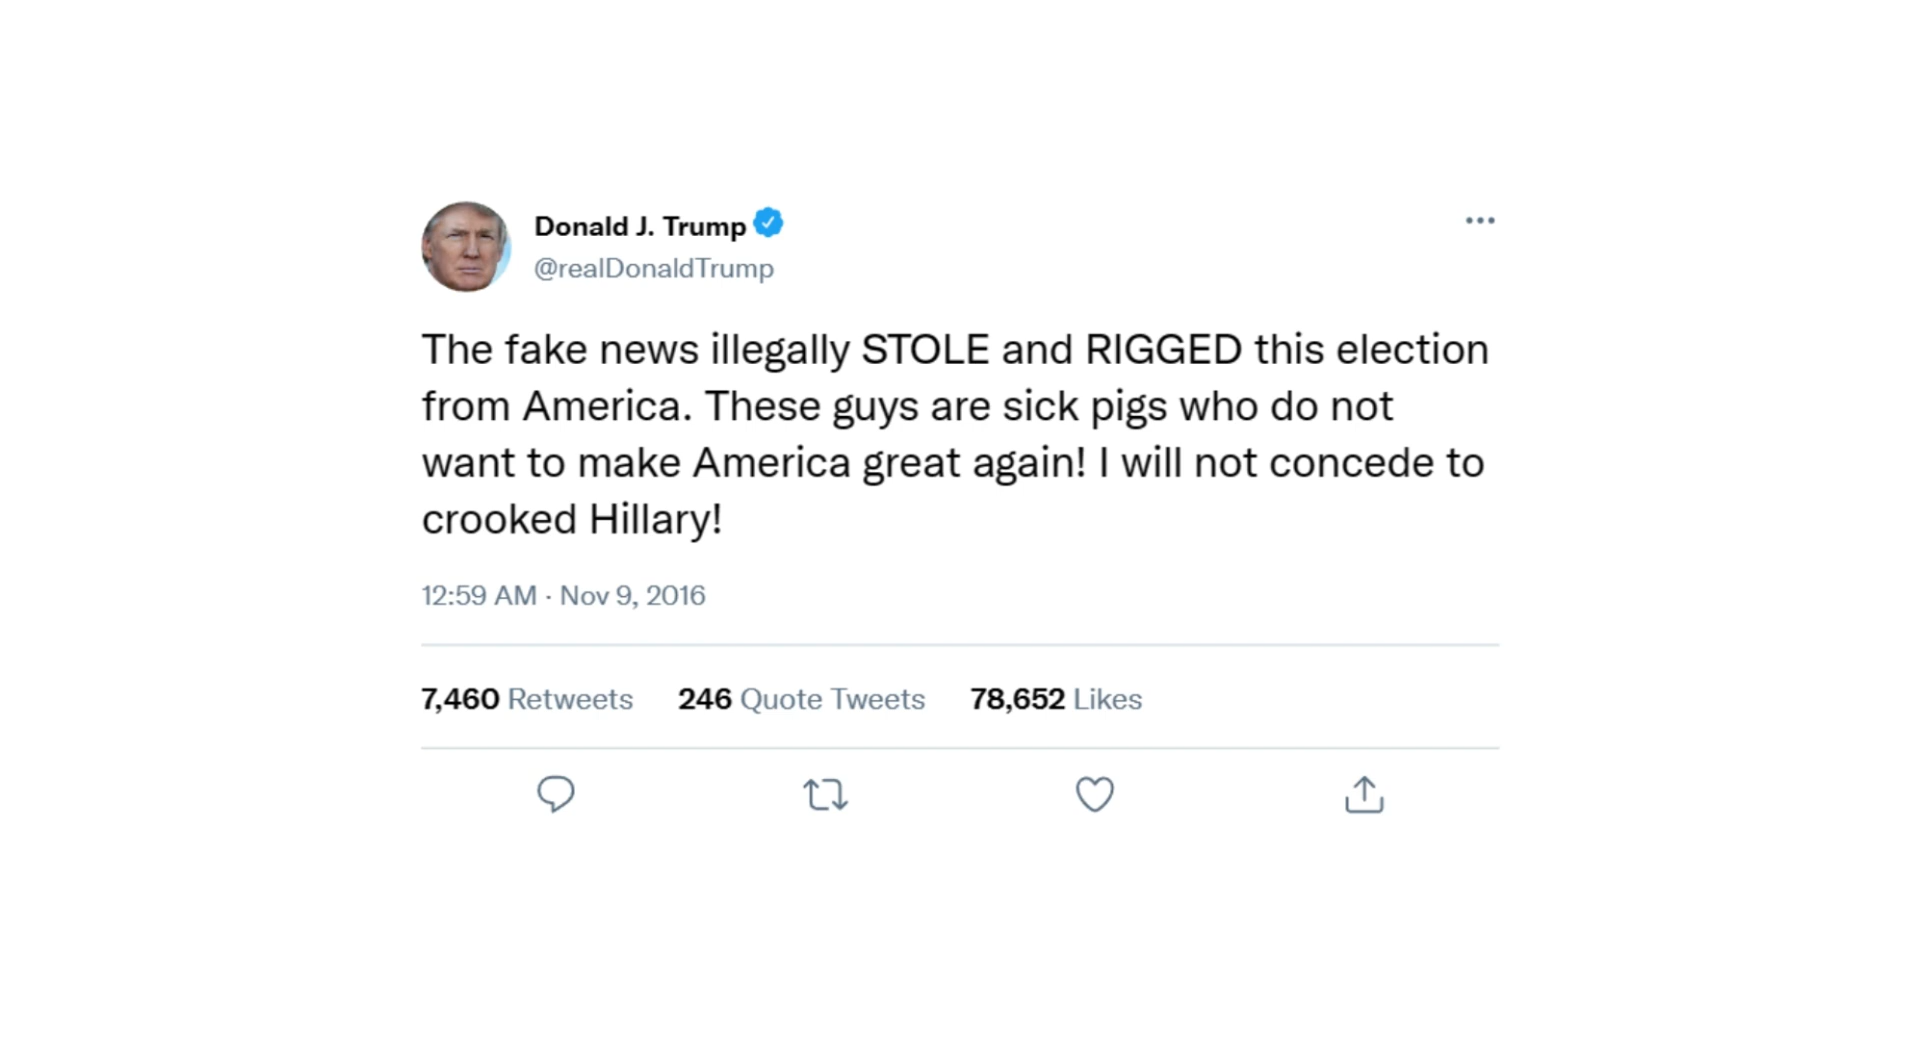 Donald J. Trump
@realDonaldTrump
The fake news illegally STOLE and RIGGED this election
from America. These guys are sick pigs who do not
want to make America great again! I will not concede to
crooked Hillary!
12:59 AM · Nov 9, 2016
7,460 Retweets 246 Quote Tweets 78,652 Likes